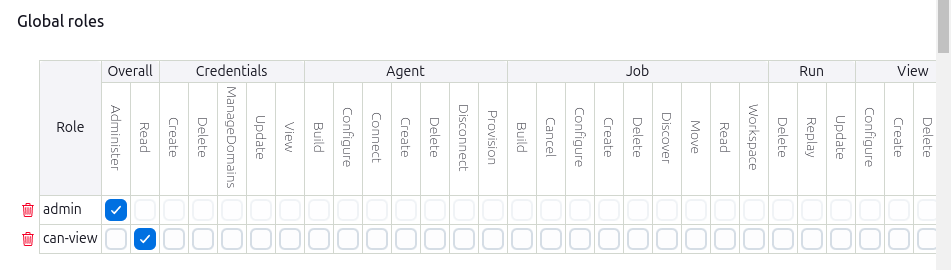 Global roles
Role Overall Credentials Agent Job Run View
Administer Read Create Delete ManageDomains Update View Build Configure Connect Create Delete Disconnect Provision Build Cancel Configure Create Delete Discover Move Read Workspace Delete Replay Update Configure Create Delete
admin
can-view